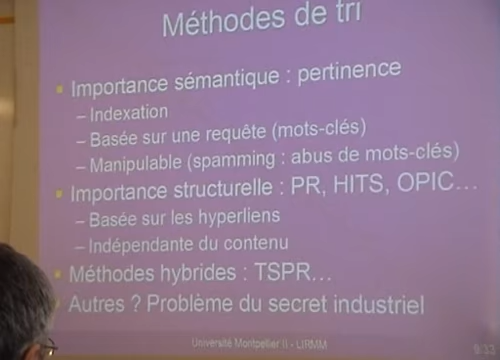 Méthodes de tri
Importance sémantique : pertinence
– Indexation
– Basée sur une requête (mots-clés)
– Manipulable (spamming : abus de mots-clés)
Importance structurelle : PR, HITS, OPIC…
– Basée sur les hyperliens
– Indépendante du contenu
Méthodes hybrides : TSPR…
Autres ? Problème du secret industriel
Université Montpellier II - LIRMM
9:33